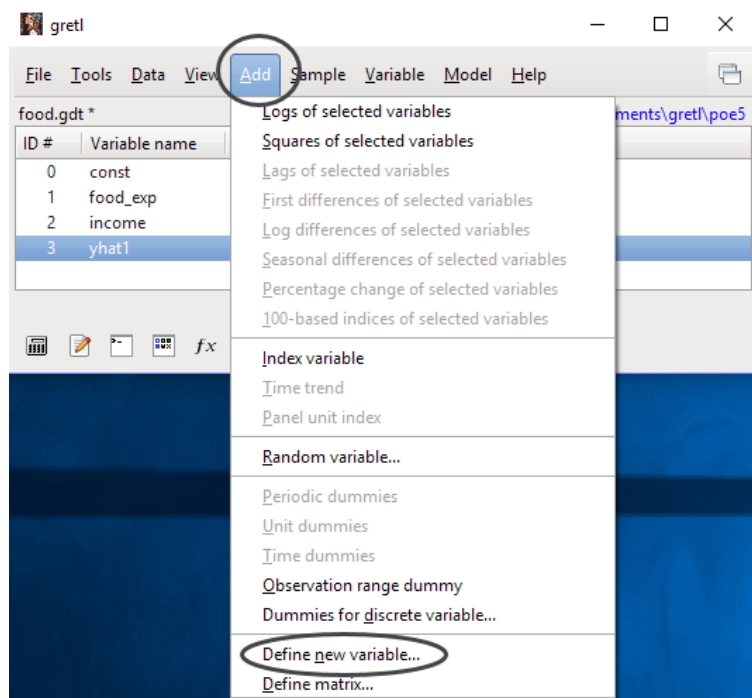 gretl
File Tools Data View Add Sample Variable Model Help
food.gdt *
ments\gretl\poe5
ID # Variable name
0 const
1 food_exp
2 income
3 yhat1
fx
Logs of selected variables
Squares of selected variables
Lags of selected variables
First differences of selected variables
Log differences of selected variables
Seasonal differences of selected variables
Percentage change of selected variables
100-based indices of selected variables
Index variable
Time trend
Panel unit index
Random variable...
Periodic dummies
Unit dummies
Time dummies
Observation range dummy
Dummies for discrete variable...
Define new variable...
Define matrix...